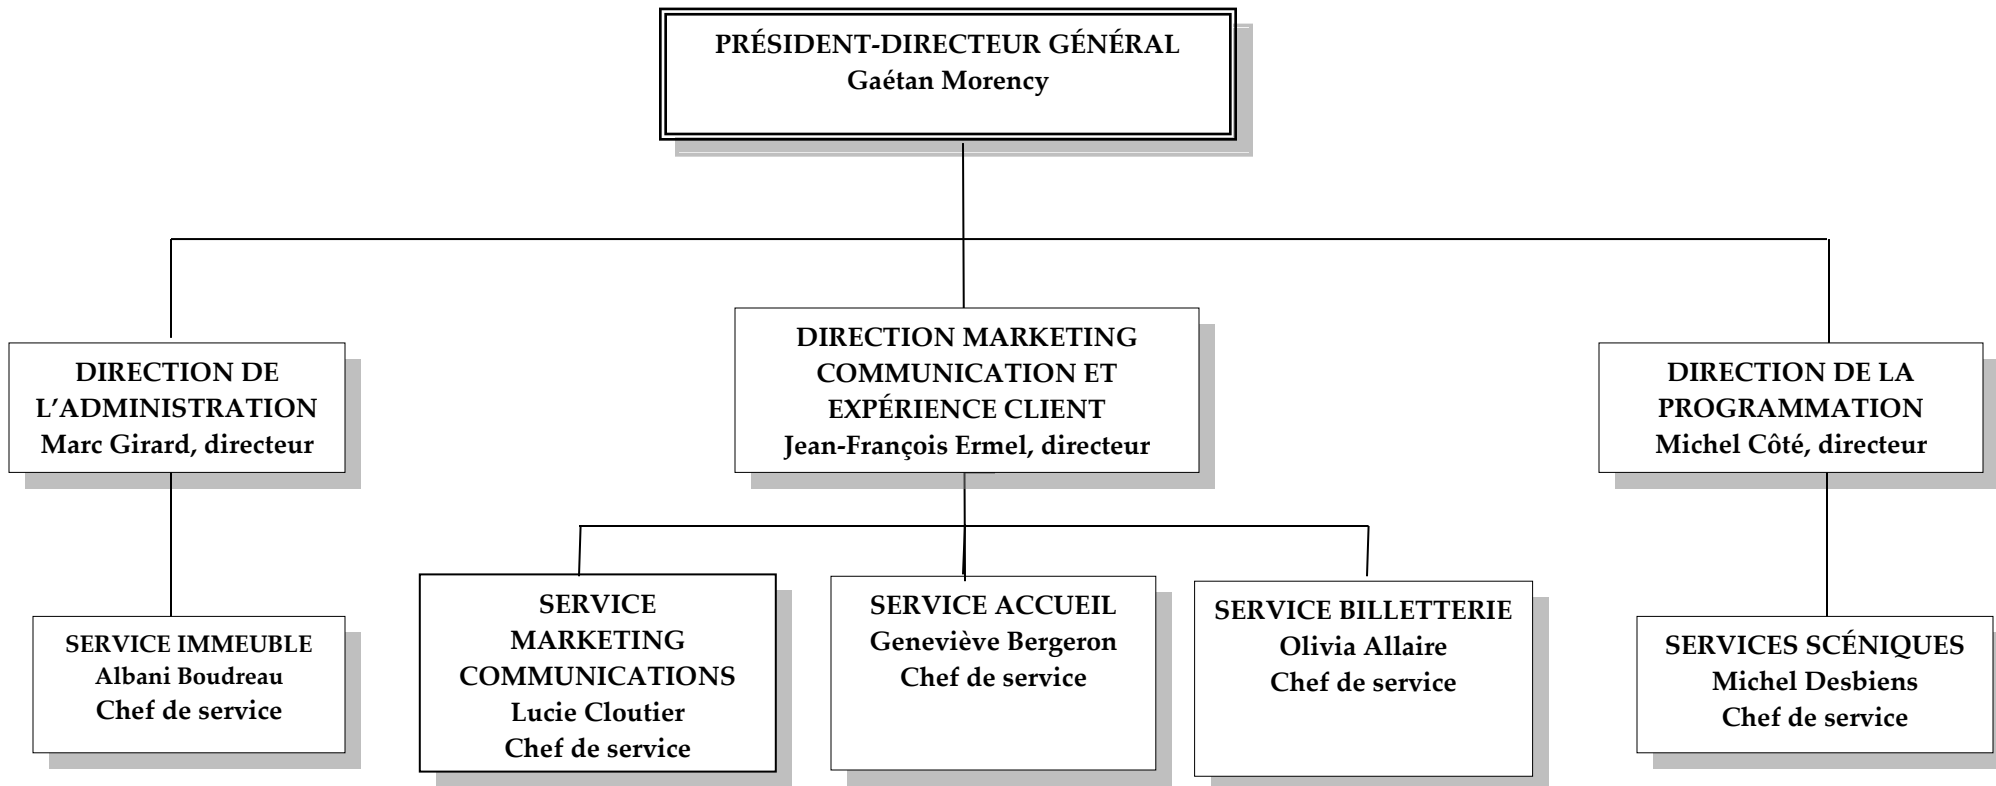 PRÉSIDENT-DIRECTEUR GÉNÉRAL
Gaétan Morency
DIRECTION DE
L’ADMINISTRATION
Marc Girard, directeur
DIRECTION MARKETING
COMMUNICATION ET
EXPÉRIENCE CLIENT
Jean-François Ermel, directeur
DIRECTION DE LA
PROGRAMMATION
Michel Côté, directeur
SERVICE IMMEUBLE
Albani Boudreau
Chef de service
SERVICE
MARKETING
COMMUNICATIONS
Lucie Cloutier
Chef de service
SERVICE ACCUEIL
Geneviève Bergeron
Chef de service
SERVICE BILLETTERIE
Olivia Allaire
Chef de service
SERVICES SCÉNIQUES
Michel Desbiens
Chef de service